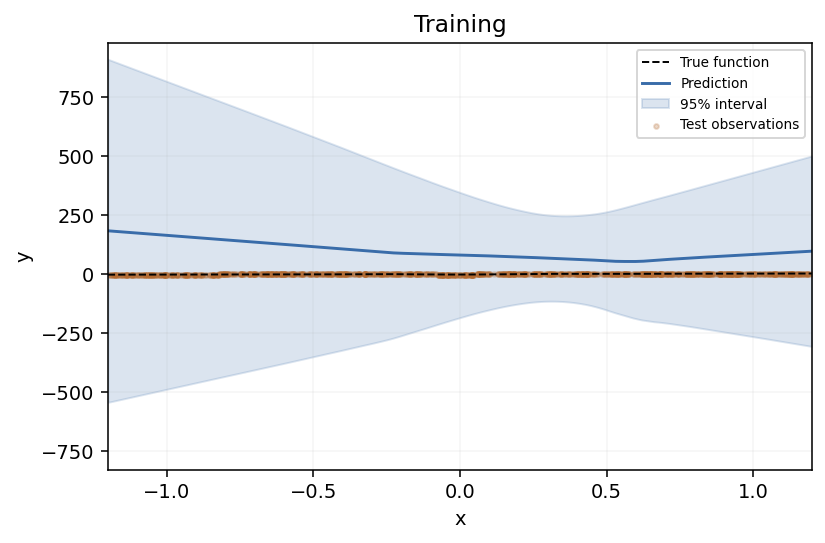 Training
True function
Prediction
95% interval
Test observations
750
500
250
0
−250
−500
−750
y
−1.0
−0.5
0.0
0.5
1.0
x